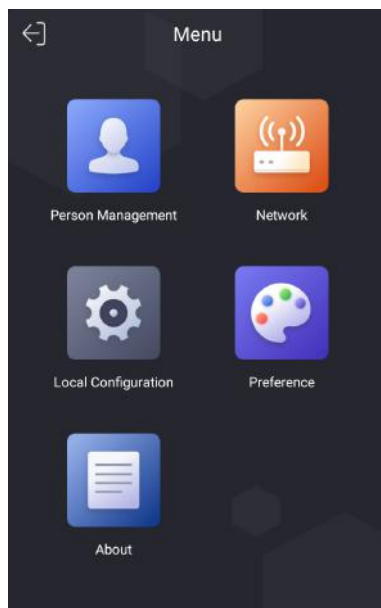 Menu
Person Management
Network
Local Configuration
Preference
About